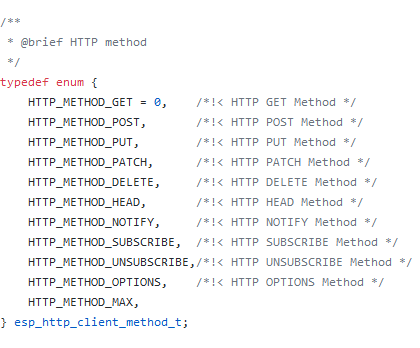 /**
 * @brief HTTP method
 */
typedef enum {
    HTTP_METHOD_GET = 0,    /*!< HTTP GET Method */
    HTTP_METHOD_POST,       /*!< HTTP POST Method */
    HTTP_METHOD_PUT,        /*!< HTTP PUT Method */
    HTTP_METHOD_PATCH,      /*!< HTTP PATCH Method */
    HTTP_METHOD_DELETE,     /*!< HTTP DELETE Method */
    HTTP_METHOD_HEAD,       /*!< HTTP HEAD Method */
    HTTP_METHOD_NOTIFY,     /*!< HTTP NOTIFY Method */
    HTTP_METHOD_SUBSCRIBE,  /*!< HTTP SUBSCRIBE Method */
    HTTP_METHOD_UNSUBSCRIBE,/*!< HTTP UNSUBSCRIBE Method */
    HTTP_METHOD_OPTIONS,    /*!< HTTP OPTIONS Method */
    HTTP_METHOD_MAX,
} esp_http_client_method_t;